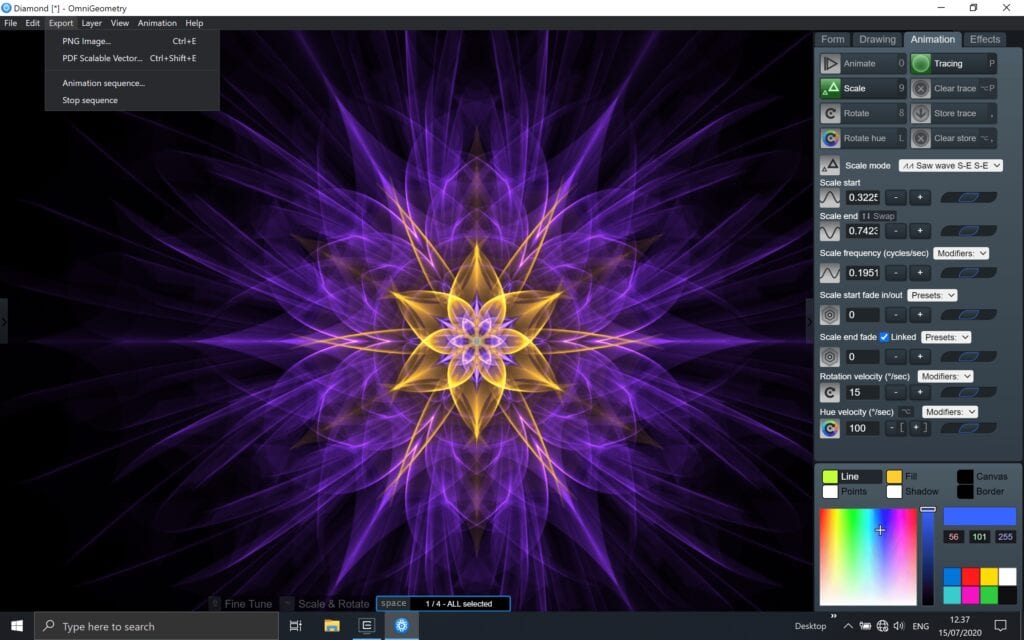 Diamond [*] - OmniGeometry
File Edit Export Layer View Animation Help
PNG Image... Ctrl+E
PDF Scalable Vector... Ctrl+Shift+E
Animation sequence...
Stop sequence
Form Drawing Animation Effects
Animate 0 Tracing P
Scale 9 Clear trace ⌥P
Rotate 8 Store trace ,
Rotate hue L Clear store ⌥ ,
Scale mode Saw wave S-E S-E
Scale start
0.3225 - +
Scale end Swap
0.7423 - +
Scale frequency (cycles/sec) Modifiers:
0.1951 - +
Scale start fade in/out Presets:
0 - +
Scale end fade Linked Presets:
0 - +
Rotation velocity (°/sec) Modifiers:
15 - +
Hue velocity (°/sec) ⌥ Modifiers:
100 - [ + ]
Line Fill Canvas
Points Shadow Border
56 101 255
Fine Tune Scale & Rotate space 1 / 4 - ALL selected
Type here to search
Desktop » ENG 12.37
15/07/2020